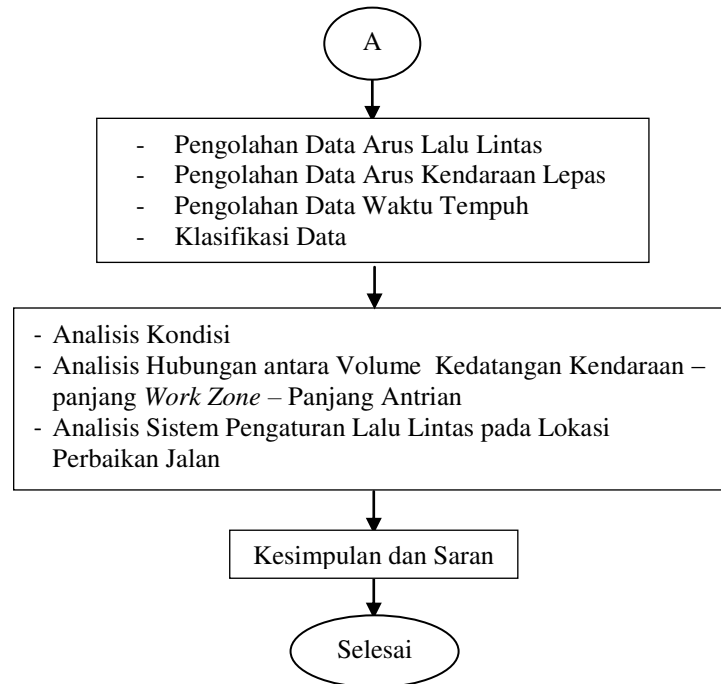 A
- Pengolahan Data Arus Lalu Lintas
- Pengolahan Data Arus Kendaraan Lepas
- Pengolahan Data Waktu Tempuh
- Klasifikasi Data
- Analisis Kondisi
- Analisis Hubungan antara Volume Kedatangan Kendaraan –
panjang Work Zone – Panjang Antrian
- Analisis Sistem Pengaturan Lalu Lintas pada Lokasi
Perbaikan Jalan
Kesimpulan dan Saran
Selesai